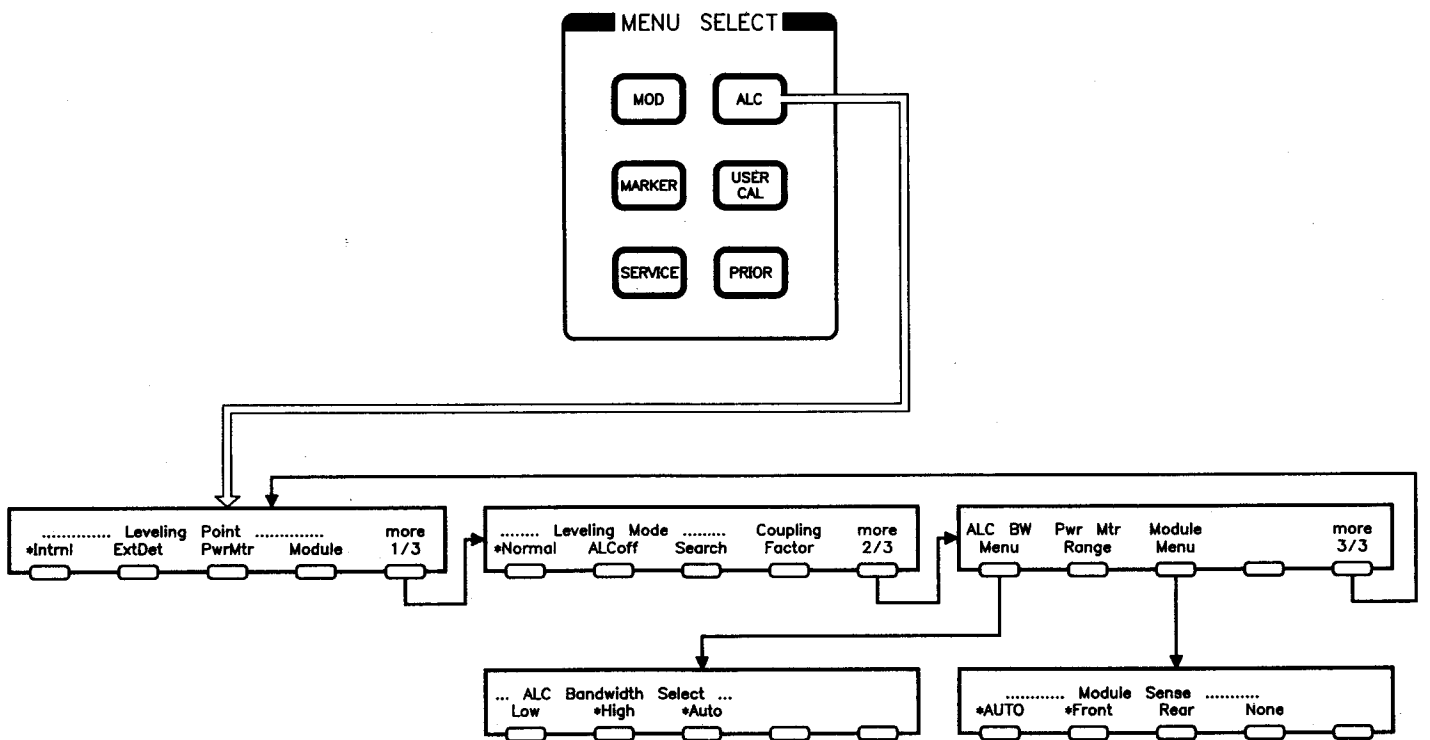 MENU SELECT
MOD ALC
MARKER USER CAL
SERVICE PRIOR
............. Leveling Point ............. more
*Intrnl ExtDet PwrMtr Module 1/3
........ Leveling Mode ......... Coupling more
*Normal ALCoff Search Factor 2/3
ALC BW Pwr Mtr Module more
Menu Range Menu 3/3
... ALC Bandwidth Select ...
Low *High *Auto
............ Module Sense ...........
*AUTO *Front Rear None